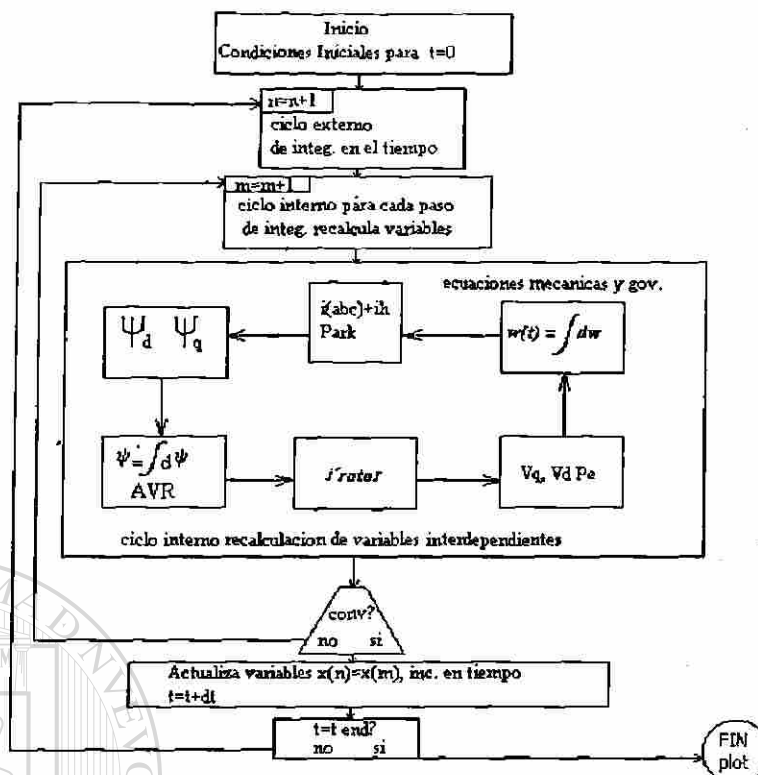 Inicio
Condiciones Iniciales para t=0
n=n+1
ciclo externo
de integ. en el tiempo
m=m+1
ciclo interno para cada paso
de integ. recalcula variables
ecuaciones mecanicas y gov.
i(abc)+ih
Park
Ψd Ψq
w(t) = ∫dw
ψ=∫dψ
AVR
i'rotor
Vq, Vd Pe
ciclo interno recalculacion de variables interdependientes
conv?
no si
Actualiza variables x(n)=x(m), inc. en tiempo
t=t+dt
t=t end?
no si
FIN
plot